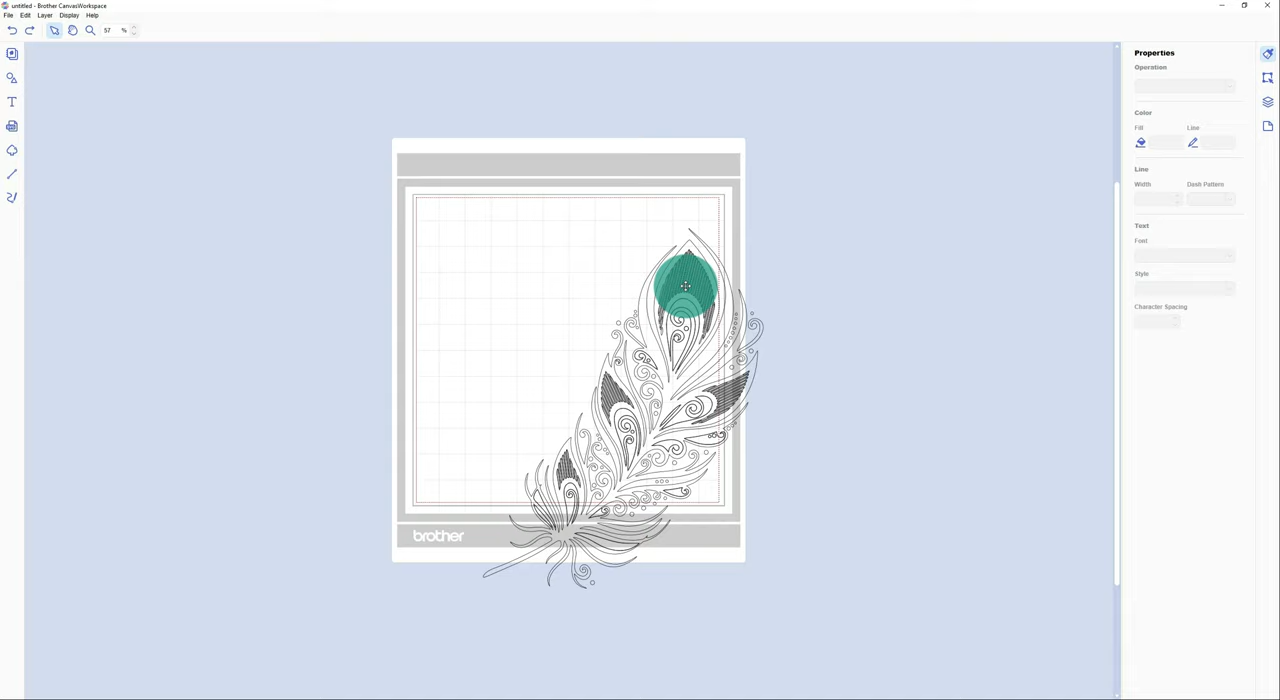 untitled - Brother CanvasWorkspace
File Edit Layer Display Help
57 %
T
Properties
Operation
Color
Fill Line
Line
Width Dash Pattern
Text
Font
Style
Character Spacing
brother